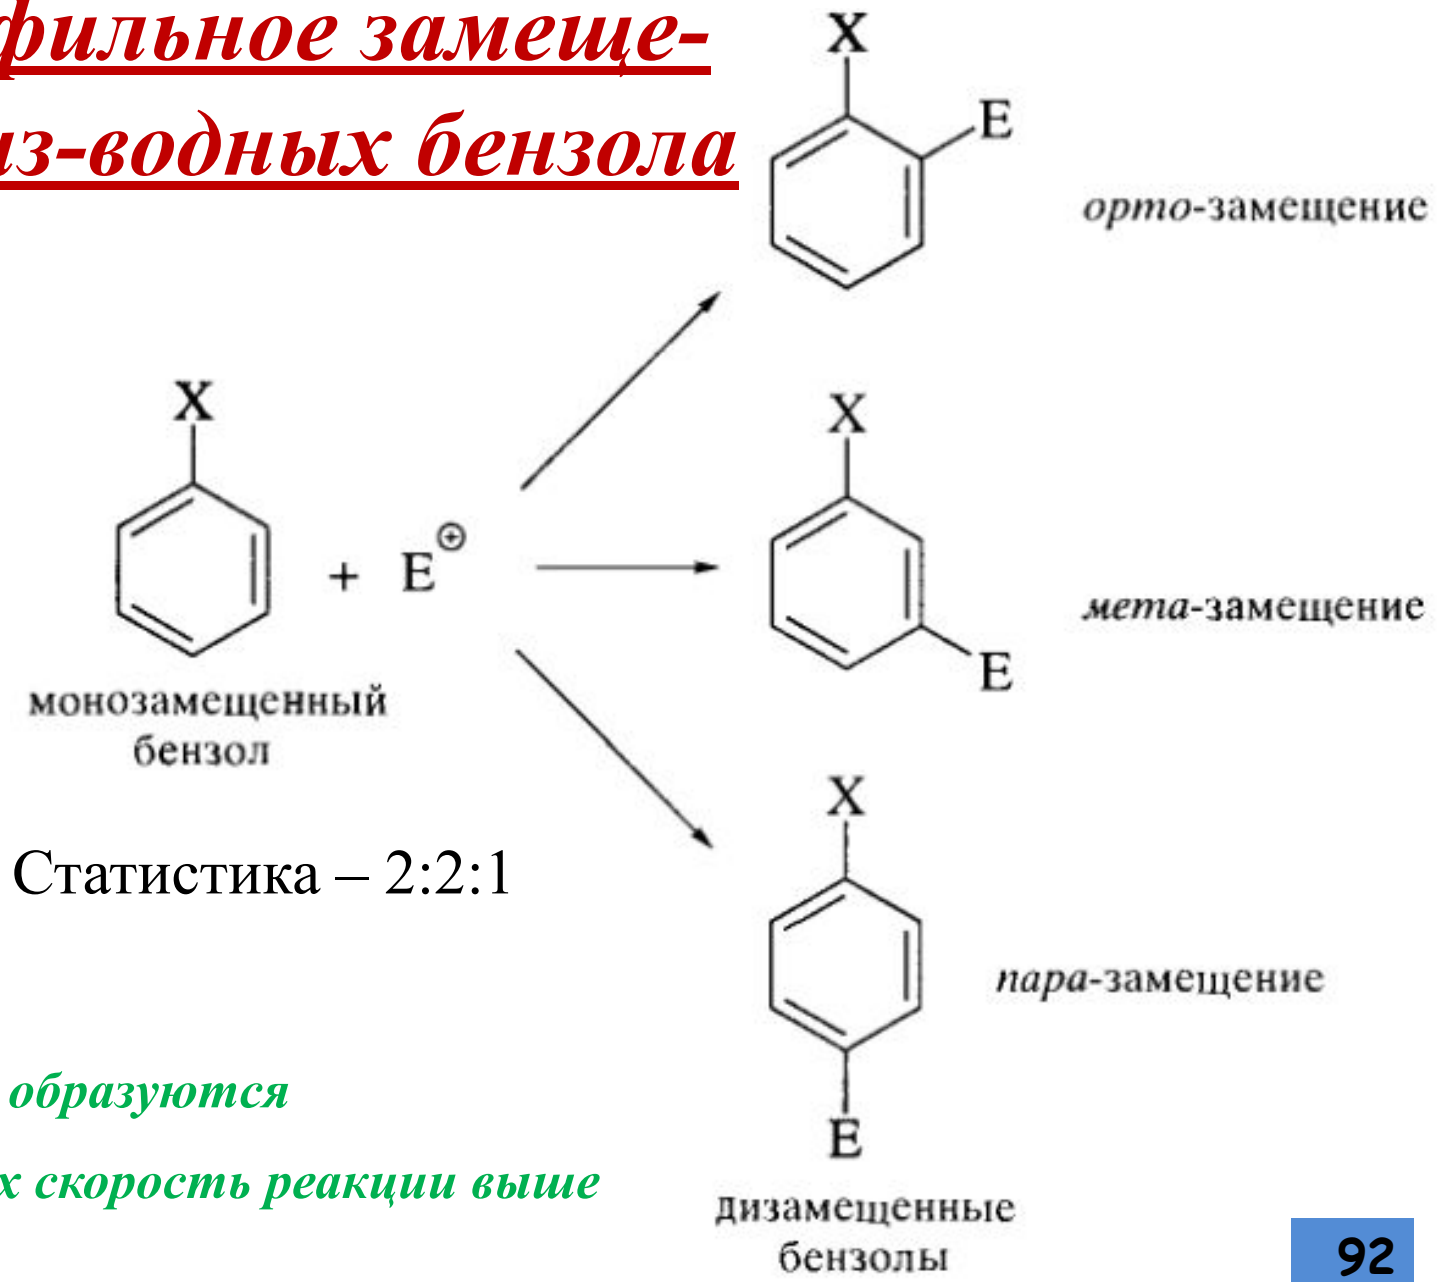 фильное замеще-
из-водных бензола
X
E
орто-замещение
X
+ E⊕
монозамещенный
бензол
X
E
мета-замещение
Статистика – 2:2:1
X
E
пара-замещение
образуются
х скорость реакции выше
дизамещенные
бензолы
92